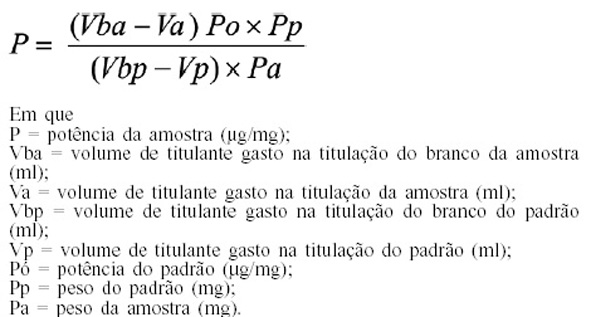 P = (Vba – Va) Po × Pp / (Vbp – Vp) × Pa
Em que
P = potência da amostra (μg/mg);
Vba = volume de titulante gasto na titulação do branco da amostra
(ml);
Va = volume de titulante gasto na titulação da amostra (ml);
Vbp = volume de titulante gasto na titulação do branco do padrão
(ml);
Vp = volume de titulante gasto na titulação do padrão (ml);
Pó = potência do padrão (μg/mg);
Pp = peso do padrão (mg);
Pa = peso da amostra (mg).